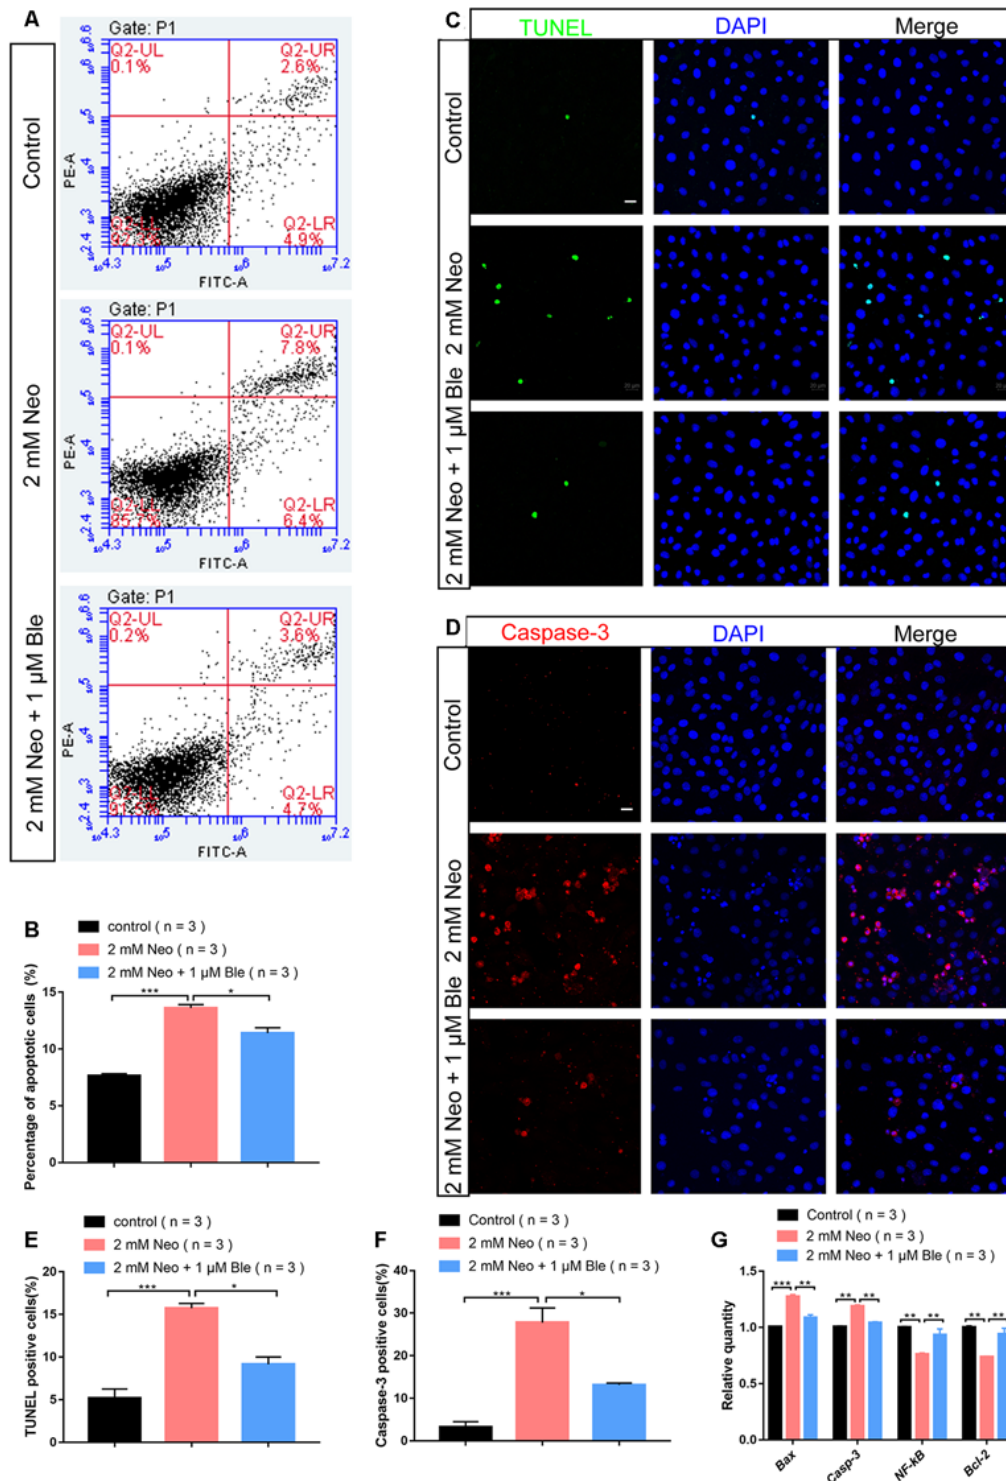 A
Control
2 mM Neo
2 mM Neo + 1 µM Ble
Gate: P1
Q2-UL
0.1%
Q2-UR
2.6%
Q2-LR
4.9%
PE-A
FITC-A
Gate: P1
Q2-UL
0.1%
Q2-UR
7.8%
Q2-LR
6.4%
PE-A
FITC-A
Gate: P1
Q2-UL
0.2%
Q2-UR
3.6%
Q2-LR
4.7%
PE-A
FITC-A
B
control ( n = 3 )
2 mM Neo ( n = 3 )
2 mM Neo + 1 µM Ble ( n = 3 )
Percentage of apoptotic cells (%)
15
10
5
0
***
*
C
TUNEL
DAPI
Merge
Control
2 mM Neo
2 mM Neo + 1 µM Ble
D
Caspase-3
DAPI
Merge
Control
2 mM Neo
2 mM Neo + 1 µM Ble
E
control ( n = 3 )
2 mM Neo ( n = 3 )
2 mM Neo + 1 µM Ble ( n = 3 )
TUNEL positive cells(%)
20
15
10
5
0
***
*
F
Control ( n = 3 )
2 mM Neo ( n = 3 )
2 mM Neo + 1 µM Ble ( n = 3 )
Caspase-3 positive cells(%)
40
30
20
10
0
***
*
G
Control ( n = 3 )
2 mM Neo ( n = 3 )
2 mM Neo + 1 µM Ble ( n = 3 )
Relative quantity
1.5
1.0
0.5
0.0
*** **
** **
** **
** **
Bax
Casp-3
NF-kB
Bcl-2